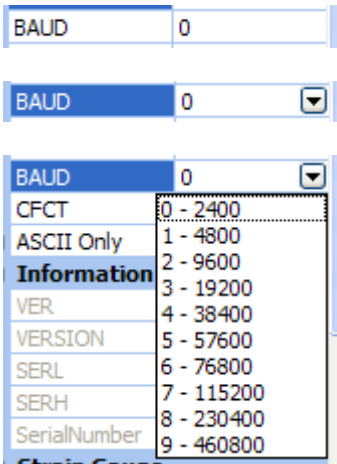 BAUD 0
BAUD 0
BAUD 0
CFCT 0 - 2400
ASCII Only 1 - 4800
Information 2 - 9600
VER 3 - 19200
VERSION 4 - 38400
SERL 5 - 57600
SERH 6 - 76800
SerialNumber 7 - 115200
8 - 230400
9 - 460800